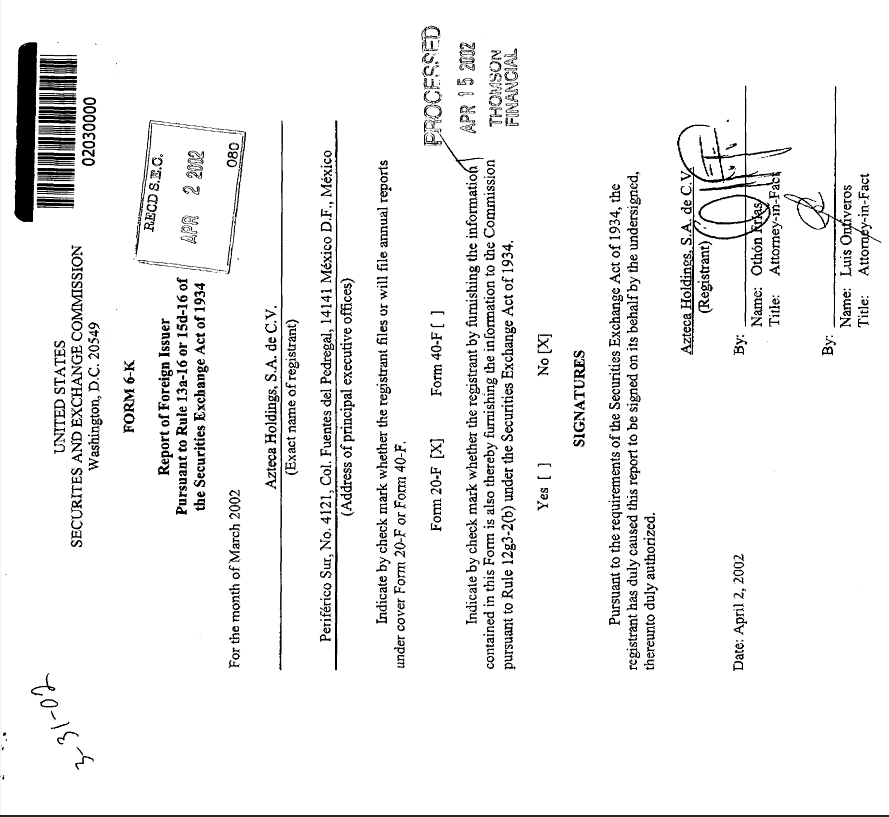 3-31-02
02030000
UNITED STATES
SECURITES AND EXCHANGE COMMISSION
Washington, D.C. 20549
FORM 6-K
REC'D S.E.C.
APR 2 2002
080
Report of Foreign Issuer
Pursuant to Rule 13a-16 or 15d-16 of
the Securities Exchange Act of 1934
For the month of March 2002
Azteca Holdings, S.A. de C.V.
(Exact name of registrant)
Periférico Sur, No. 4121, Col. Fuentes del Pedregal, 14141 México D.F., México
(Address of principal executive offices)
Indicate by check mark whether the registrant files or will file annual reports
under cover Form 20-F or Form 40-F.
Form 20-F [X] Form 40-F [ ]
PROCESSED
APR 15 2002
THOMSON
FINANCIAL
Indicate by check mark whether the registrant by furnishing the information
contained in this Form is also thereby furnishing the information to the Commission
pursuant to Rule 12g3-2(b) under the Securities Exchange Act of 1934.
Yes [ ] No [X]
SIGNATURES
Pursuant to the requirements of the Securities Exchange Act of 1934, the
registrant has duly caused this report to be signed on its behalf by the undersigned,
thereunto duly authorized.
Azteca Holdings, S.A. de C.V.
(Registrant)
Date: April 2, 2002
By:
Name: Othón Frías
Title: Attorney-in-Fact
By:
Name: Luis Ontiveros
Title: Attorney-in-Fact